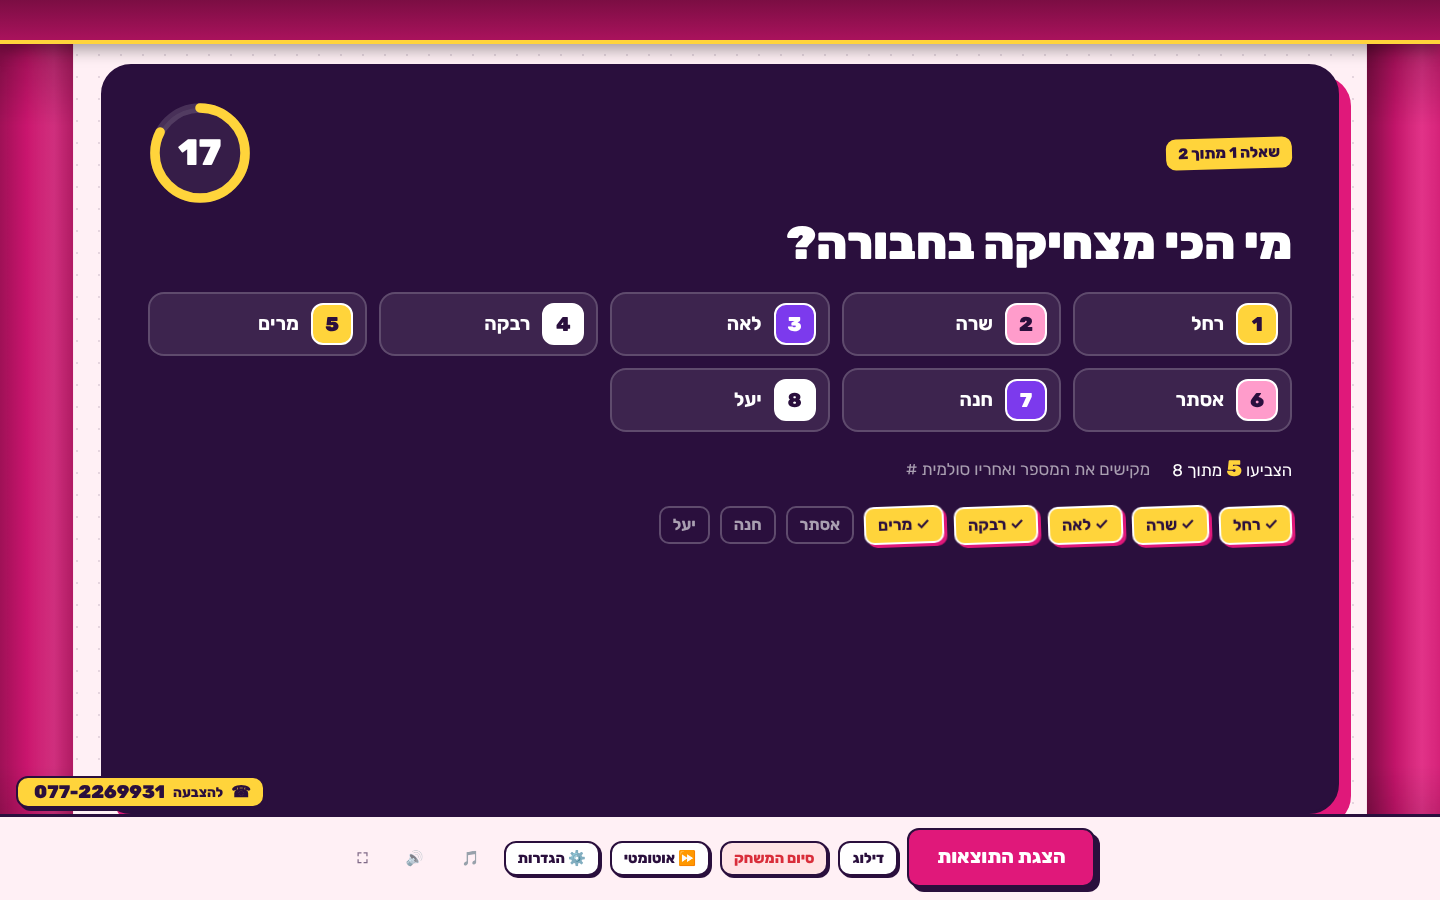 שאלה 1 מתוך 2
17
מי הכי מצחיקה בחבורה?
1 רחל
2 שרה
3 לאה
4 רבקה
5 מרים
6 אסתר
7 חנה
8 יעל
הצביעו 5 מתוך 8
מקישים את המספר ואחריו סולמית #
✓ רחל
✓ שרה
✓ לאה
✓ רבקה
✓ מרים
אסתר
חנה
יעל
☎ להצבעה 077-2269931
הצגת התוצאות
דילוג
סיום המשחק
⏩ אוטומטי
⚙️ הגדרות